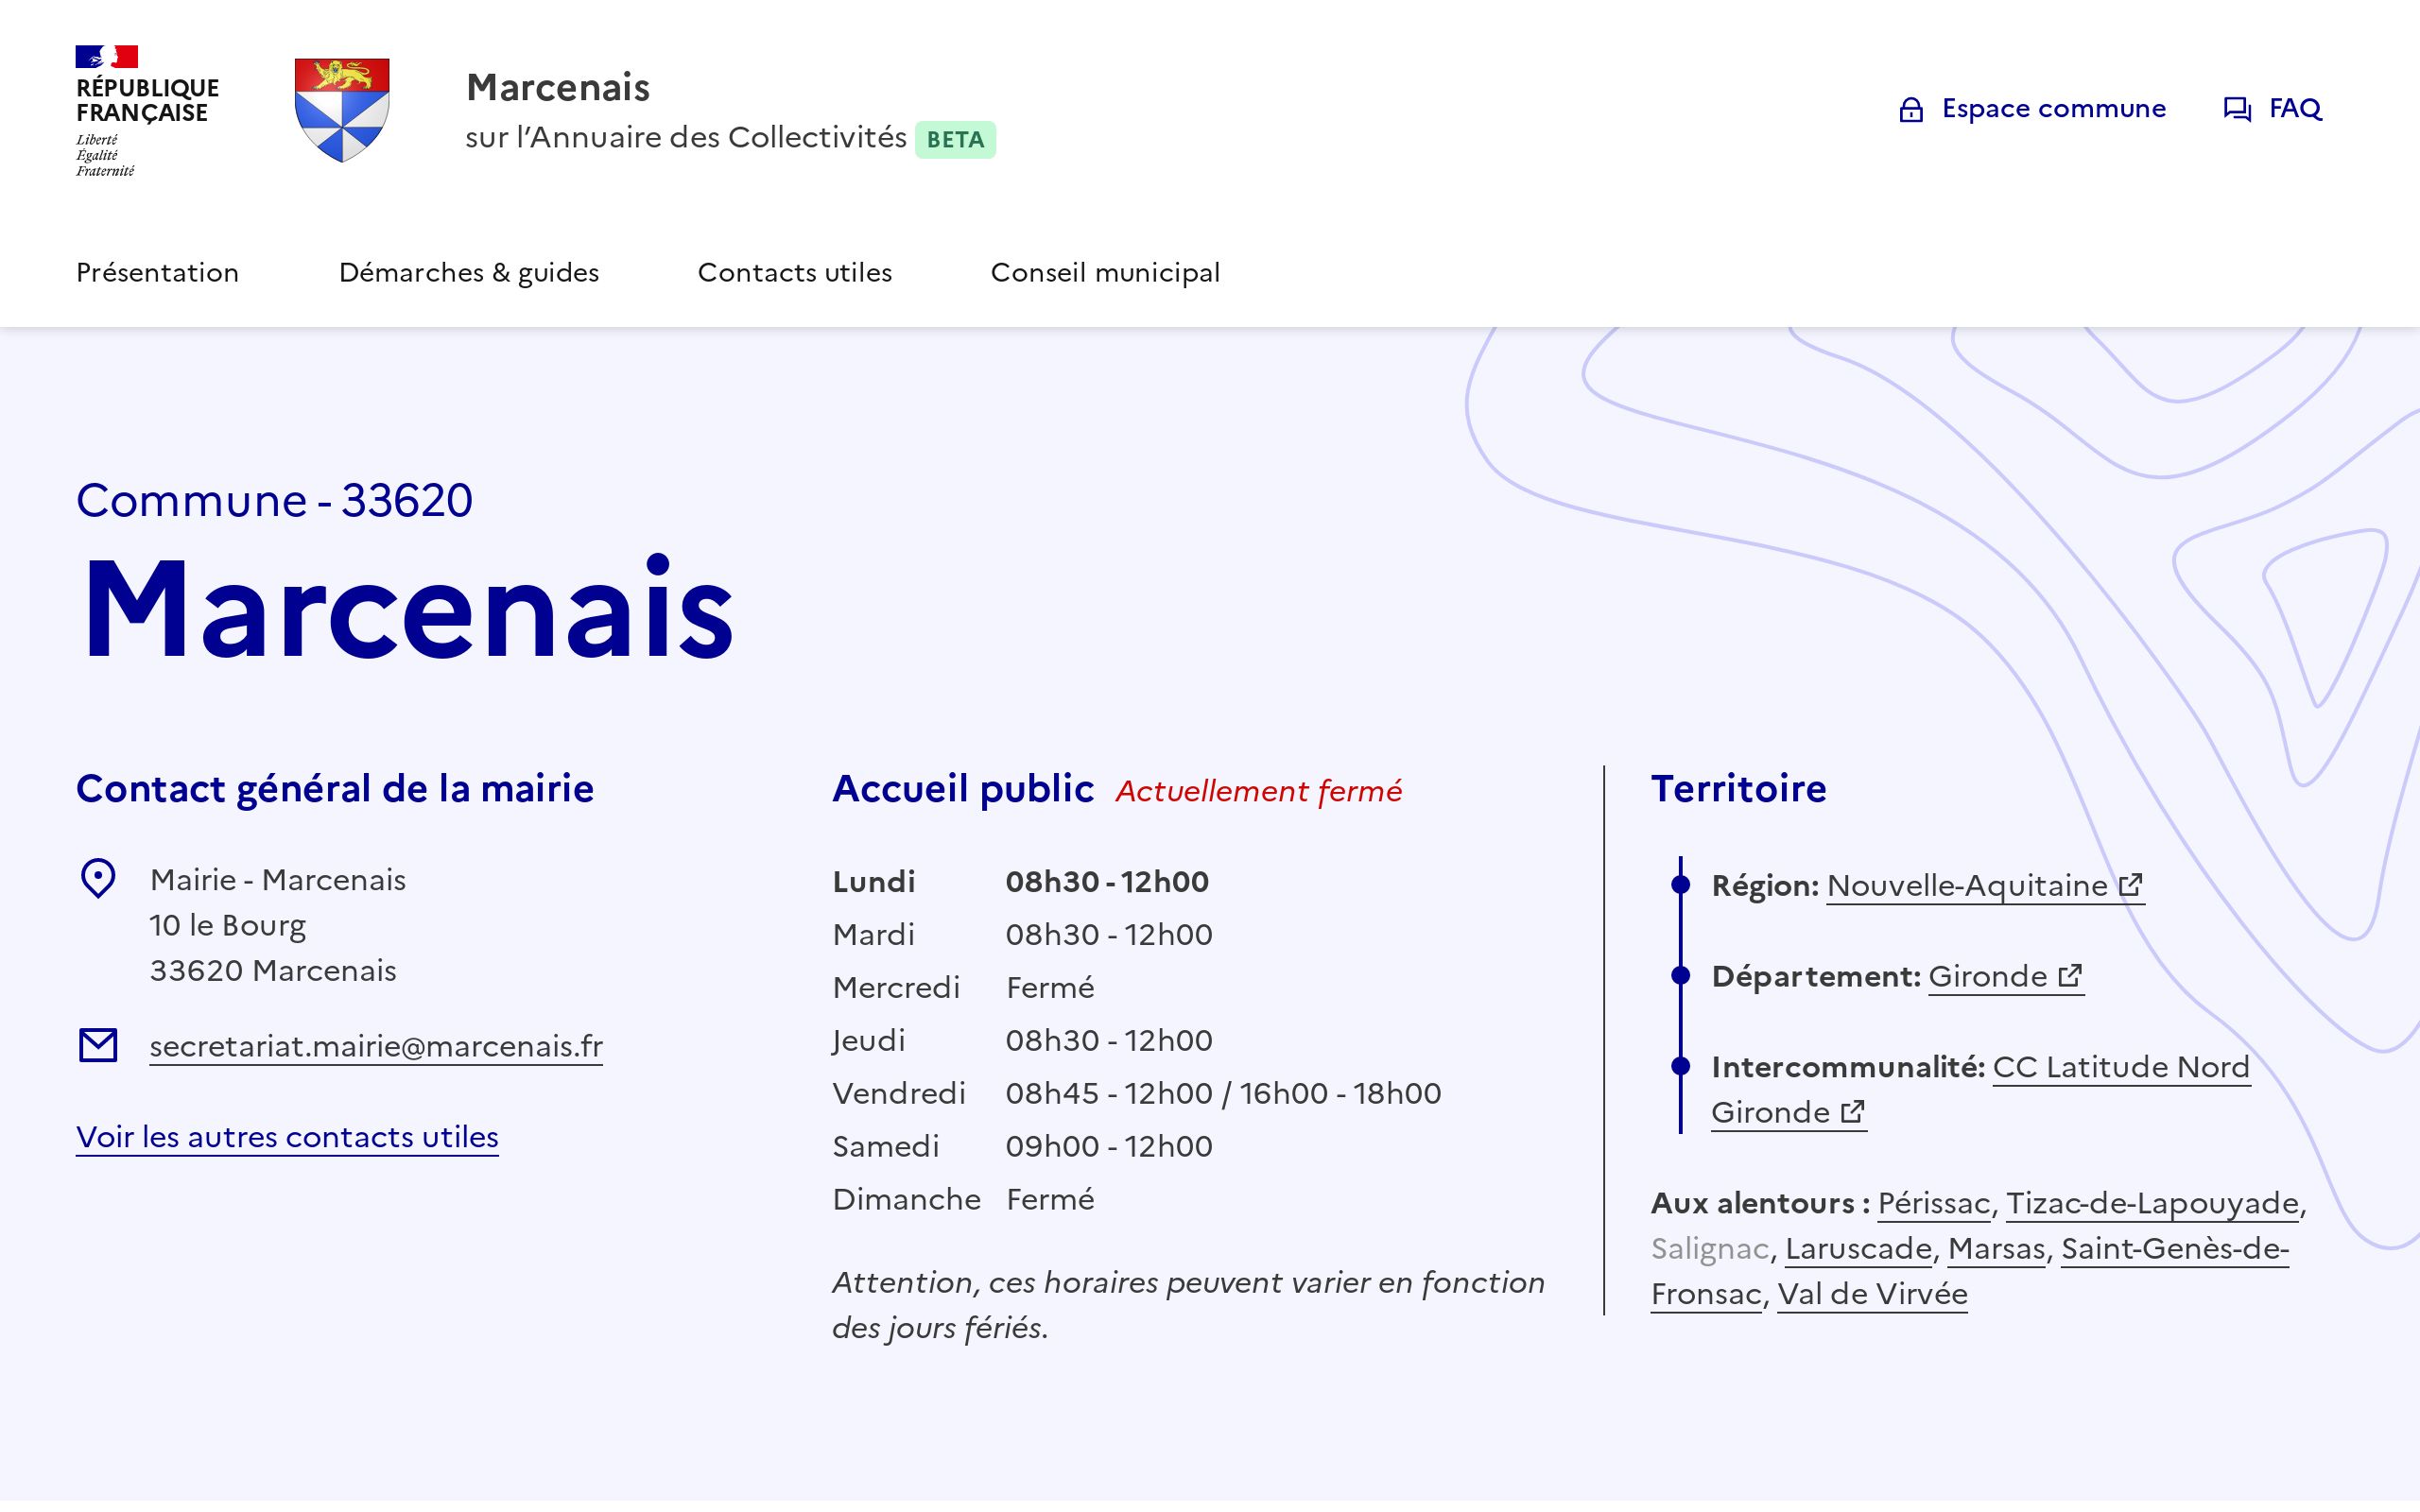 RÉPUBLIQUE
FRANÇAISE
Liberté
Égalité
Fraternité
Marcenais
sur l’Annuaire des Collectivités BETA
Espace commune
FAQ
Présentation
Démarches & guides
Contacts utiles
Conseil municipal
Commune - 33620
Marcenais
Contact général de la mairie
Mairie - Marcenais
10 le Bourg
33620 Marcenais
secretariat.mairie@marcenais.fr
Voir les autres contacts utiles
Accueil public Actuellement fermé
Lundi 08h30 - 12h00
Mardi 08h30 - 12h00
Mercredi Fermé
Jeudi 08h30 - 12h00
Vendredi 08h45 - 12h00 / 16h00 - 18h00
Samedi 09h00 - 12h00
Dimanche Fermé
Attention, ces horaires peuvent varier en fonction
des jours fériés.
Territoire
Région: Nouvelle-Aquitaine
Département: Gironde
Intercommunalité: CC Latitude Nord
Gironde
Aux alentours : Périssac, Tizac-de-Lapouyade,
Salignac, Laruscade, Marsas, Saint-Genès-de-
Fronsac, Val de Virvée